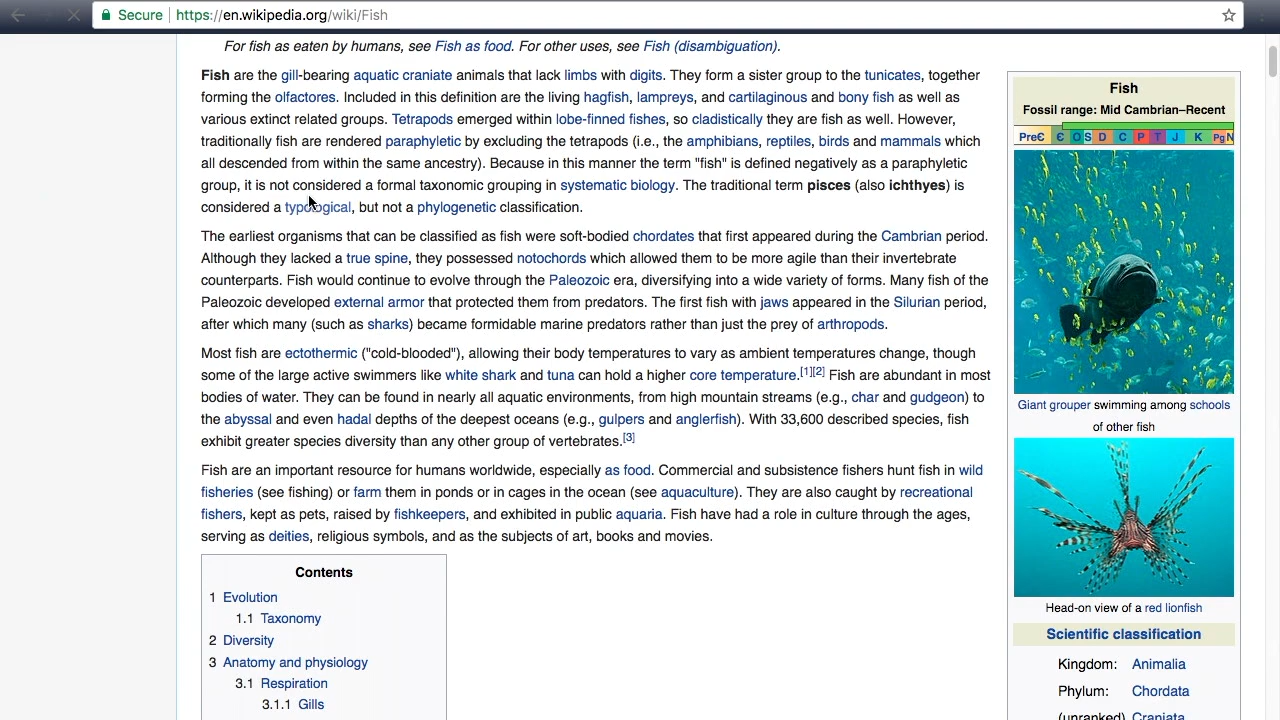 Secure https://en.wikipedia.org/wiki/Fish
For fish as eaten by humans, see Fish as food. For other uses, see Fish (disambiguation).
Fish are the gill-bearing aquatic craniate animals that lack limbs with digits. They form a sister group to the tunicates, together
forming the olfactores. Included in this definition are the living hagfish, lampreys, and cartilaginous and bony fish as well as
various extinct related groups. Tetrapods emerged within lobe-finned fishes, so cladistically they are fish as well. However,
traditionally fish are rendered paraphyletic by excluding the tetrapods (i.e., the amphibians, reptiles, birds and mammals which
all descended from within the same ancestry). Because in this manner the term "fish" is defined negatively as a paraphyletic
group, it is not considered a formal taxonomic grouping in systematic biology. The traditional term pisces (also ichthyes) is
considered a typological, but not a phylogenetic classification.
The earliest organisms that can be classified as fish were soft-bodied chordates that first appeared during the Cambrian period.
Although they lacked a true spine, they possessed notochords which allowed them to be more agile than their invertebrate
counterparts. Fish would continue to evolve through the Paleozoic era, diversifying into a wide variety of forms. Many fish of the
Paleozoic developed external armor that protected them from predators. The first fish with jaws appeared in the Silurian period,
after which many (such as sharks) became formidable marine predators rather than just the prey of arthropods.
Most fish are ectothermic ("cold-blooded"), allowing their body temperatures to vary as ambient temperatures change, though
some of the large active swimmers like white shark and tuna can hold a higher core temperature.[1][2] Fish are abundant in most
bodies of water. They can be found in nearly all aquatic environments, from high mountain streams (e.g., char and gudgeon) to
the abyssal and even hadal depths of the deepest oceans (e.g., gulpers and anglerfish). With 33,600 described species, fish
exhibit greater species diversity than any other group of vertebrates.[3]
Fish are an important resource for humans worldwide, especially as food. Commercial and subsistence fishers hunt fish in wild
fisheries (see fishing) or farm them in ponds or in cages in the ocean (see aquaculture). They are also caught by recreational
fishers, kept as pets, raised by fishkeepers, and exhibited in public aquaria. Fish have had a role in culture through the ages,
serving as deities, religious symbols, and as the subjects of art, books and movies.
Contents
1 Evolution
1.1 Taxonomy
2 Diversity
3 Anatomy and physiology
3.1 Respiration
3.1.1 Gills
Fish
Fossil range: Mid Cambrian–Recent
PreЄ Є O S D C P T J K Pg N
Giant grouper swimming among schools
of other fish
Head-on view of a red lionfish
Scientific classification
Kingdom: Animalia
Phylum: Chordata
(unranked) Craniata